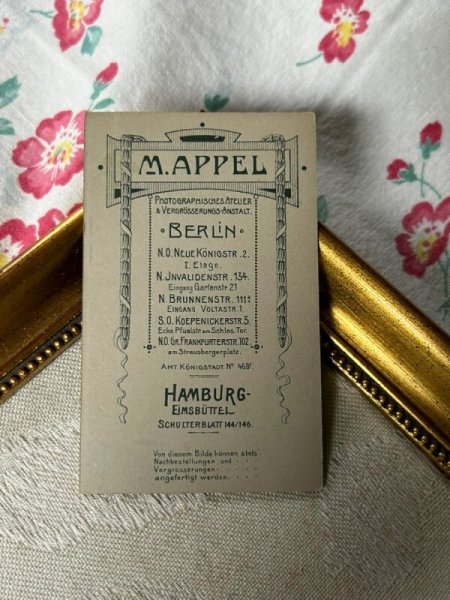 M. APPEL
PHOTOGRAPHISCHES ATELIER
& VERGRÖSSERUNGS-ANSTALT.
BERLIN
N.O. NEUE KÖNIGSTR. 2.
I. Etage.
N. JNVALIDENSTR. 134.
Eingang Gartenstr. 21
N. BRUNNENSTR. 111
EINGANG VOLTASTR. 1
S.O. KOEPENICKERSTR. 5
Ecke Pfuelstr. am Schles. Tor.
N.O. GR. FRANKFURTERSTR. 102.
am Strausbergerplatz.
AMT KÖNIGSTADT No
HAMBURG-
EIMSBÜTTEL
SCHULTERBLATT 144/146.
Von diesem Bilde können stets
Nachbestellungen und
Vergrösserungen
angefertigt werden.